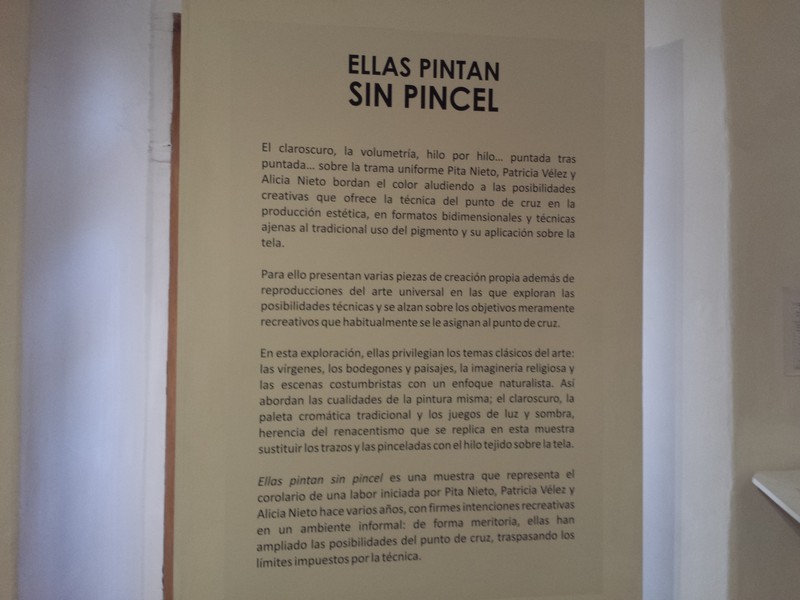 ELLAS PINTAN
SIN PINCEL
El claroscuro, la volumetría, hilo por hilo... puntada tras
puntada... sobre la trama uniforme Pita Nieto, Patricia Vélez y
Alicia Nieto bordan el color aludiendo a las posibilidades
creativas que ofrece la técnica del punto de cruz en la
producción estética, en formatos bidimensionales y técnicas
ajenas al tradicional uso del pigmento y su aplicación sobre la
tela.
Para ello presentan varias piezas de creación propia además de
reproducciones del arte universal en las que exploran las
posibilidades técnicas y se alzan sobre los objetivos meramente
recreativos que habitualmente se le asignan al punto de cruz.
En esta exploración, ellas privilegian los temas clásicos del arte:
las vírgenes, los bodegones y paisajes, la imaginería religiosa y
las escenas costumbristas con un enfoque naturalista. Así
abordan las cualidades de la pintura misma; el claroscuro, la
paleta cromática tradicional y los juegos de luz y sombra,
herencia del renacentismo que se replica en esta muestra
sustituir los trazos y las pinceladas con el hilo tejido sobre la tela.
Ellas pintan sin pincel es una muestra que representa el
corolario de una labor iniciada por Pita Nieto, Patricia Vélez y
Alicia Nieto hace varios años, con firmes intenciones recreativas
en un ambiente informal: de forma meritoria, ellas han
ampliado las posibilidades del punto de cruz, traspasando los
límites impuestos por la técnica.